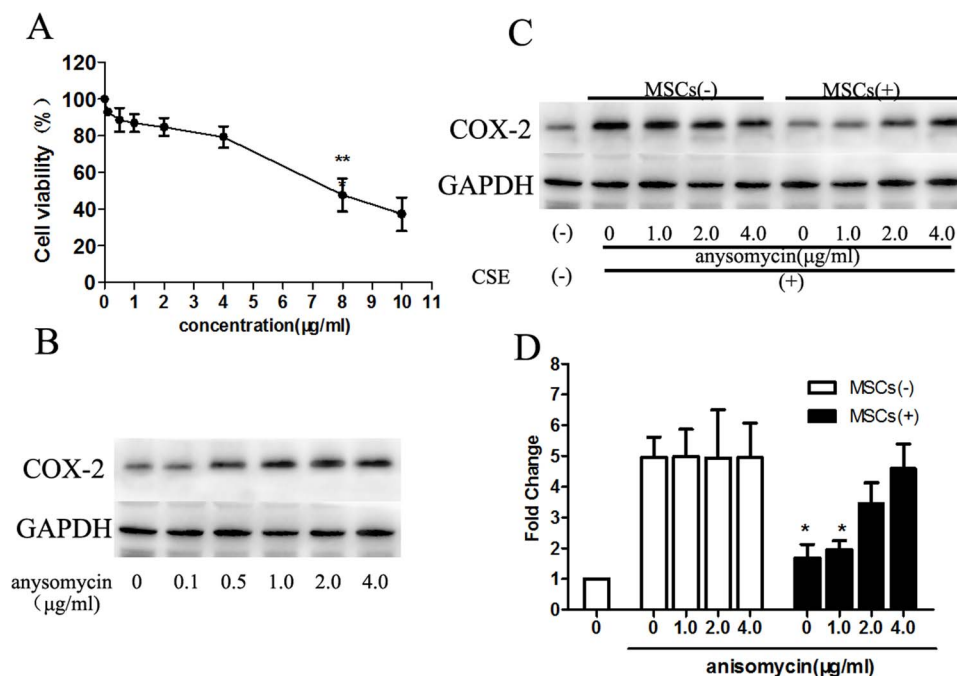 A
Cell viability (%)
120
100
80
60
40
20
0
**
*
0 1 2 3 4 5 6 7 8 9 10 11
concentration(μg/ml)
B
COX-2
GAPDH
anysomycin 0 0.1 0.5 1.0 2.0 4.0
(μg/ml)
C
MSCs(-) MSCs(+)
COX-2
GAPDH
(-) 0 1.0 2.0 4.0 0 1.0 2.0 4.0
anysomycin(μg/ml)
CSE (-) (+)
D
Fold Change
8
7
6
5
4
3
2
1
0
MSCs(-)
MSCs(+)
* *
0 0 1.0 2.0 4.0 0 1.0 2.0 4.0
anisomycin(μg/ml)